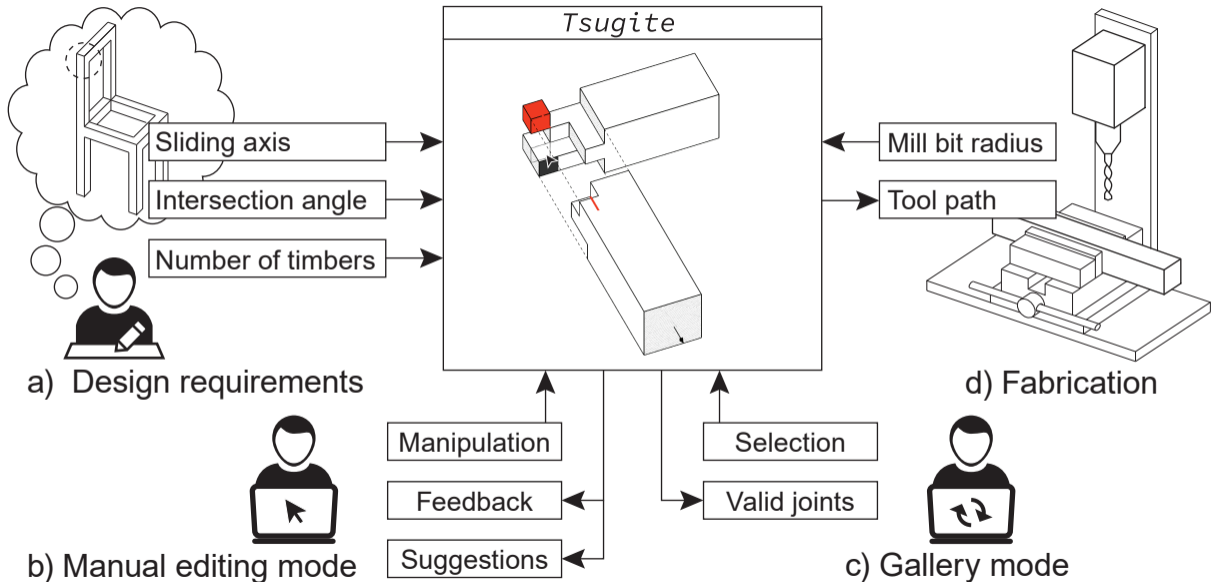 Tsugite
Sliding axis
Intersection angle
Number of timbers
Mill bit radius
Tool path
a) Design requirements
d) Fabrication
Manipulation
Feedback
Suggestions
Selection
Valid joints
b) Manual editing mode
c) Gallery mode